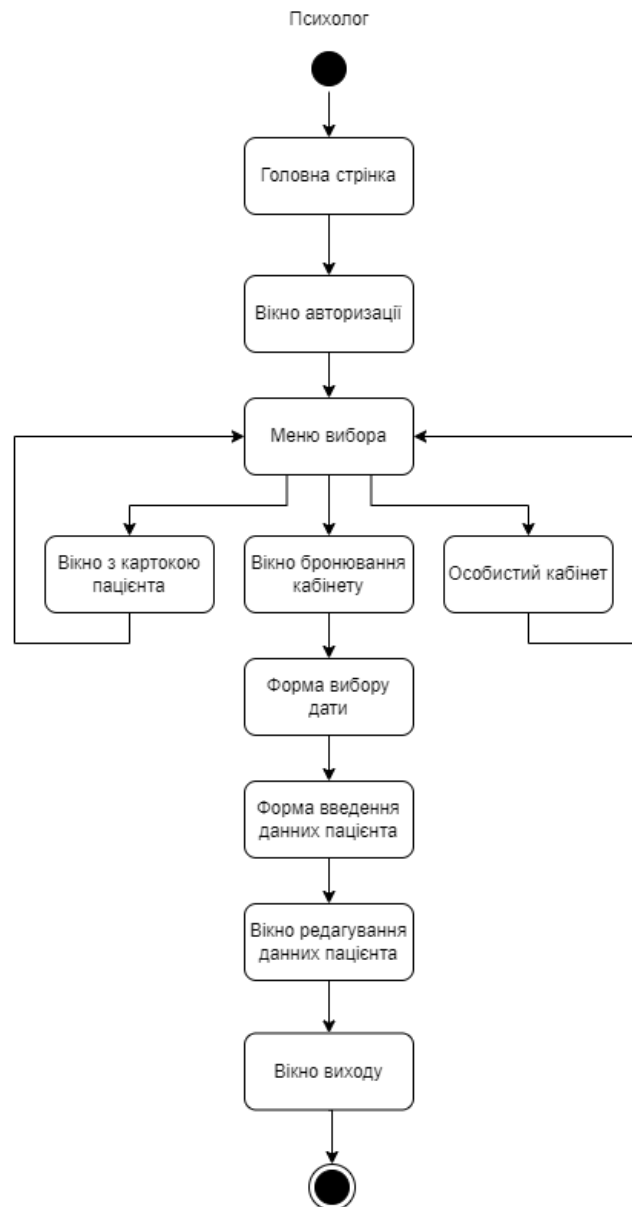 Психолог
Головна стрінка
Вікно авторизації
Меню вибора
Вікно з картокою
пацієнта
Вікно бронювання
кабінету
Особистий кабінет
Форма вибору
дати
Форма введення
данних пацієнта
Вікно редагування
данних пацієнта
Вікно виходу